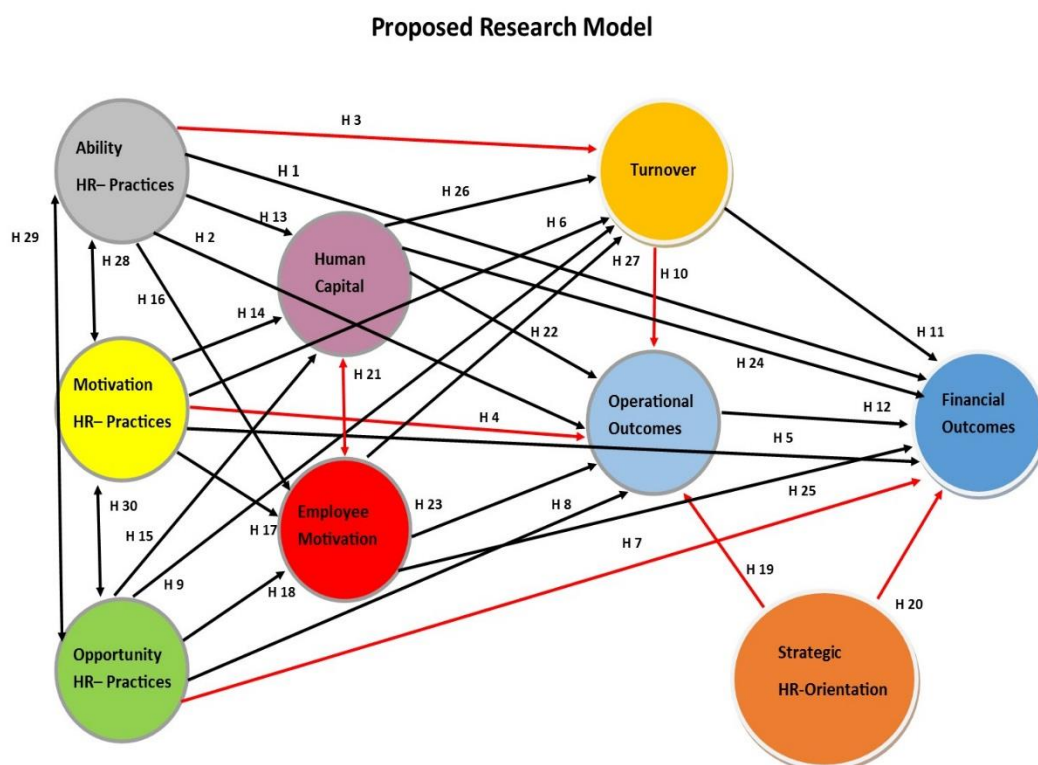 Proposed Research Model
H 3
Ability
HR– Practices
Turnover
H 1
H 26
H 13
H 6
H 29
H 2
H 27
H 28
Human
Capital
H 10
H 16
H 14
H 22
H 11
H 24
H 21
Motivation
HR– Practices
H 4
Operational
Outcomes
H 12
Financial
Outcomes
H 5
H 30
H 23
H 8
H 25
Employee
Motivation
H 15
H 17
H 7
H 9
H 18
H 19
H 20
Opportunity
HR– Practices
Strategic
HR-Orientation